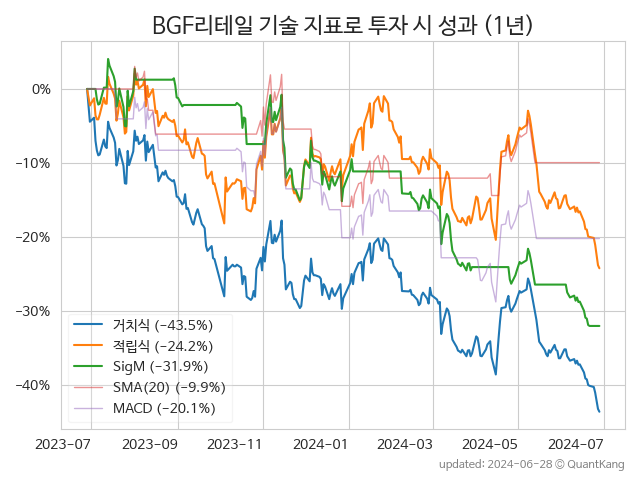 BGF리테일 기술 지표로 투자 시 성과 (1년)
0%
−10%
−20%
−30%
−40%
거치식 (−43.5%)
적립식 (−24.2%)
SigM (−31.9%)
SMA(20) (−9.9%)
MACD (−20.1%)
2023-07 2023-09 2023-11 2024-01 2024-03 2024-05 2024-07
updated: 2024-06-28 © QuantKang